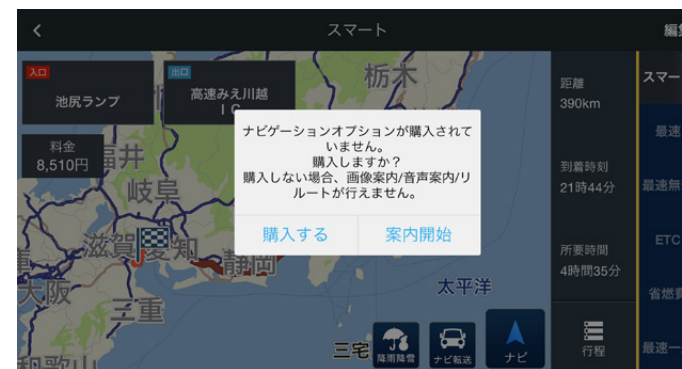 スマート
編集
入口
池尻ランプ
出口
高速みえ川越
IC
料金
8,510円
栃木
福井
岐阜
滋賀
愛知
静岡
大阪
三重
和歌山
太平洋
三宅
ナビゲーションオプションが購入されて
いません。
購入しますか?
購入しない場合、画像案内/音声案内/リ
ルートが行えません。
購入する
案内開始
距離
390km
到着時刻
21時44分
所要時間
4時間35分
行程
降雨降雪
ナビ転送
ナビ
スマー
最速
最速無
ETC
省燃費
最速一